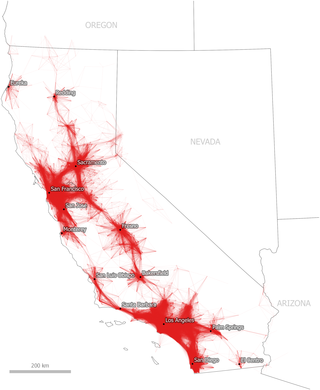 OREGON
Eureka
Redding
NEVADA
Sacramento
San Francisco
San Jose
Fresno
Monterey
Bakersfield
San Luis Obispo
Santa Barbara
ARIZONA
Los Angeles
Palm Springs
San Diego
El Centro
200 km